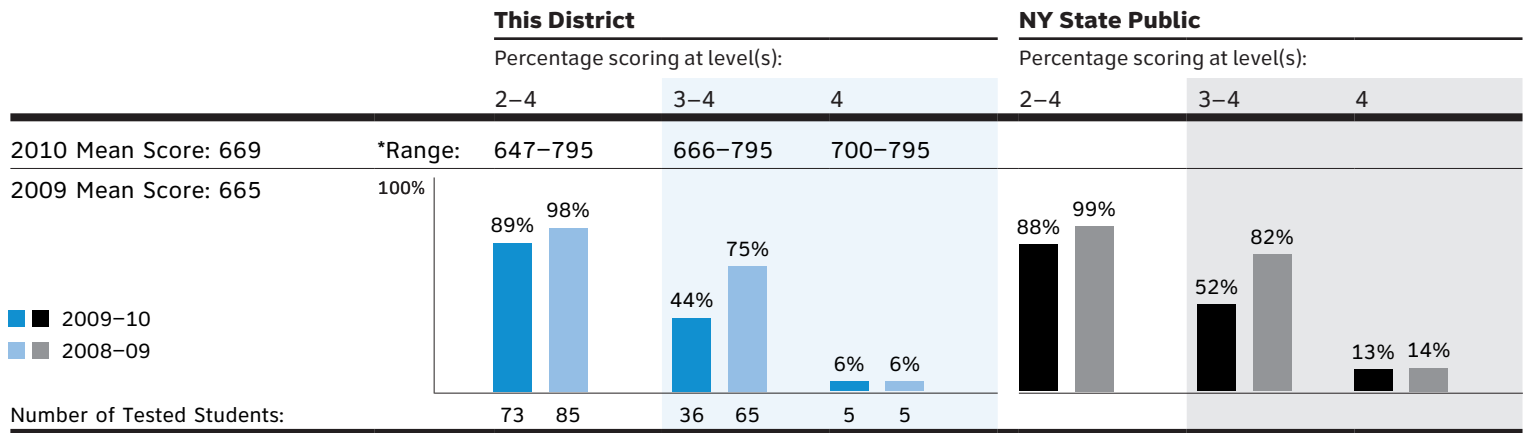 This District NY State Public
Percentage scoring at level(s): Percentage scoring at level(s):
2–4 3–4 4 2–4 3–4 4
2010 Mean Score: 669 *Range: 647–795 666–795 700–795
2009 Mean Score: 665 100%
89% 98% 75% 88% 99% 82%
44% 52%
6% 6% 13% 14%
2009–10
2008–09
Number of Tested Students: 73 85 36 65 5 5